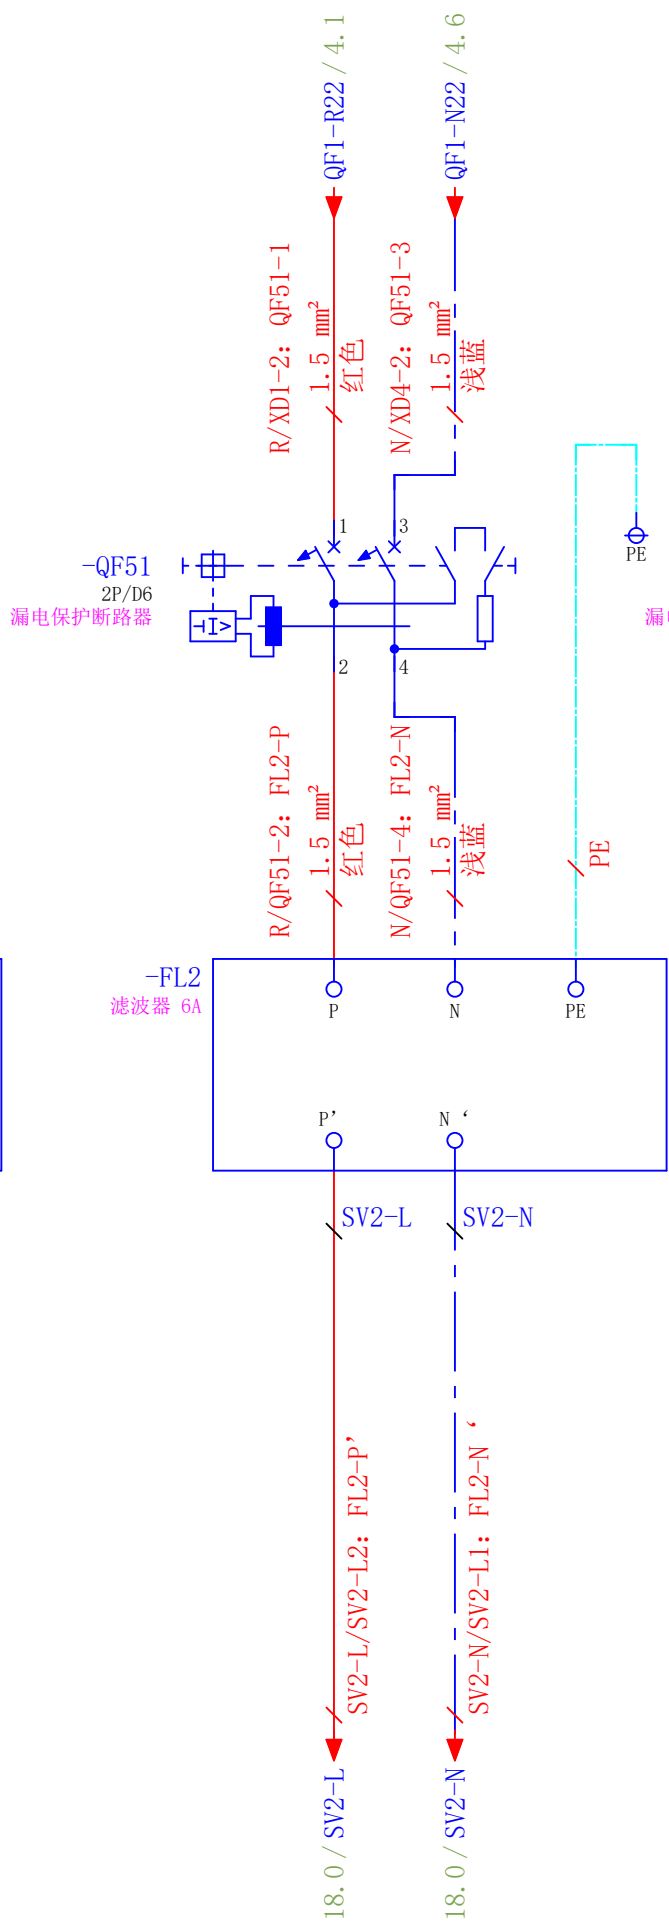 QF1-R22 / 4.1
QF1-N22 / 4.6
R/XD1-2: QF51-1
1.5 mm²
红色
N/XD4-2: QF51-3
1.5 mm²
浅蓝
1
3
-QF51
2P/D6
漏电保护断路器
I
>
2
4
PE
漏
R/QF51-2: FL2-P
1.5 mm²
红色
N/QF51-4: FL2-N
1.5 mm²
浅蓝
PE
-FL2
滤波器 6A
P
N
PE
P’
N ‘
SV2-L
SV2-N
SV2-L/SV2-L2: FL2-P’
SV2-N/SV2-L1: FL2-N ‘
18.0 / SV2-L
18.0 / SV2-N